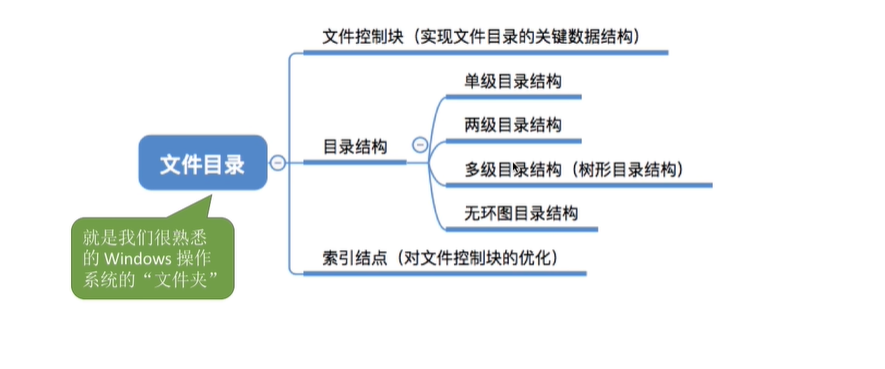 文件控制块（实现文件目录的关键数据结构）
单级目录结构
两级目录结构
目录结构
文件目录
多级目录结构（树形目录结构）
无环图目录结构
就是我们很熟悉
的 Windows 操作
系统的“文件夹”
索引结点（对文件控制块的优化）